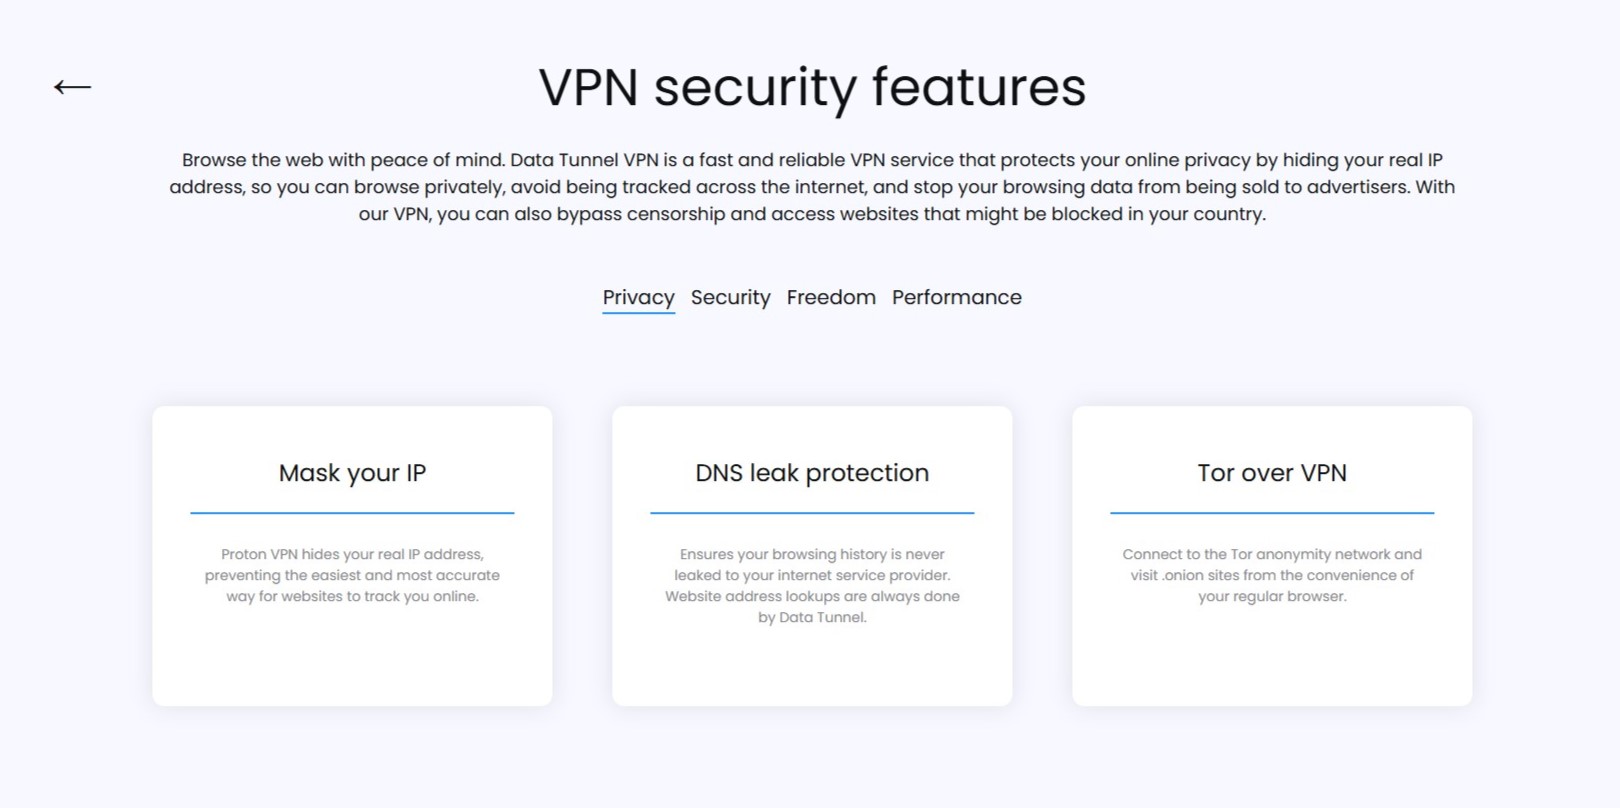 VPN security features
Browse the web with peace of mind. Data Tunnel VPN is a fast and reliable VPN service that protects your online privacy by hiding your real IP
address, so you can browse privately, avoid being tracked across the internet, and stop your browsing data from being sold to advertisers. With
our VPN, you can also bypass censorship and access websites that might be blocked in your country.
Privacy Security Freedom Performance
Mask your IP
Proton VPN hides your real IP address,
preventing the easiest and most accurate
way for websites to track you online.
DNS leak protection
Ensures your browsing history is never
leaked to your internet service provider.
Website address lookups are always done
by Data Tunnel.
Tor over VPN
Connect to the Tor anonymity network and
visit .onion sites from the convenience of
your regular browser.